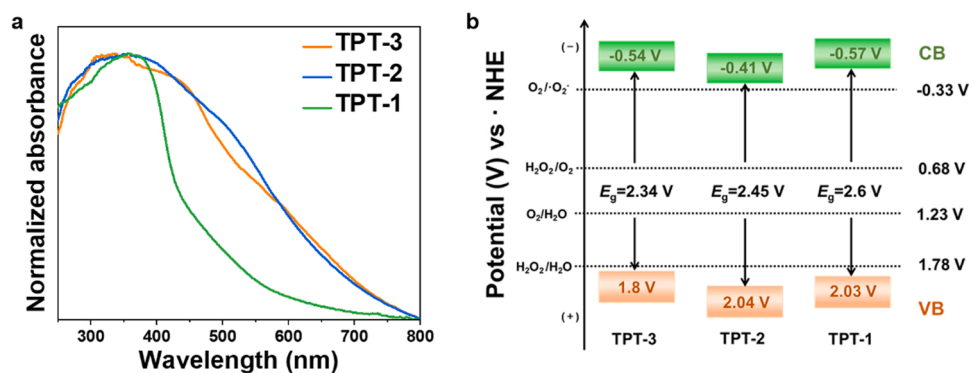 a
TPT-3
TPT-2
TPT-1
Normalized absorbance
300 400 500 600 700 800
Wavelength (nm)
b
Potential (V) vs · NHE
(−)
-0.54 V
-0.41 V
-0.57 V
CB
O₂/·O₂⁻
-0.33 V
H₂O₂/O₂
0.68 V
Eg=2.34 V
Eg=2.45 V
Eg=2.6 V
O₂/H₂O
1.23 V
H₂O₂/H₂O
1.78 V
1.8 V
2.04 V
2.03 V
VB
(+)
TPT-3
TPT-2
TPT-1